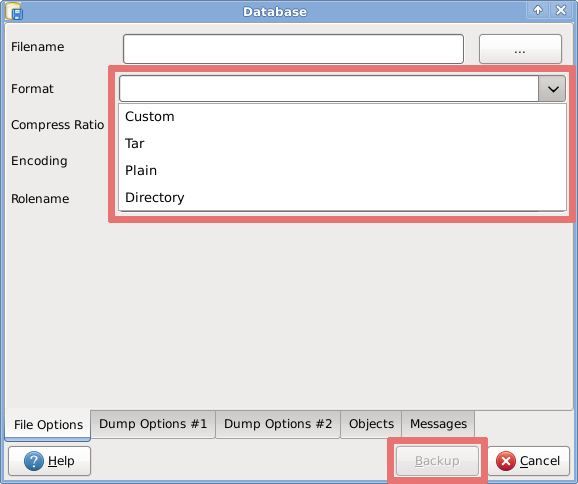 Database
Filename
...
Format
Custom
Compress Ratio
Tar
Encoding
Plain
Rolename
Directory
File Options
Dump Options #1
Dump Options #2
Objects
Messages
? Help
Backup
Cancel